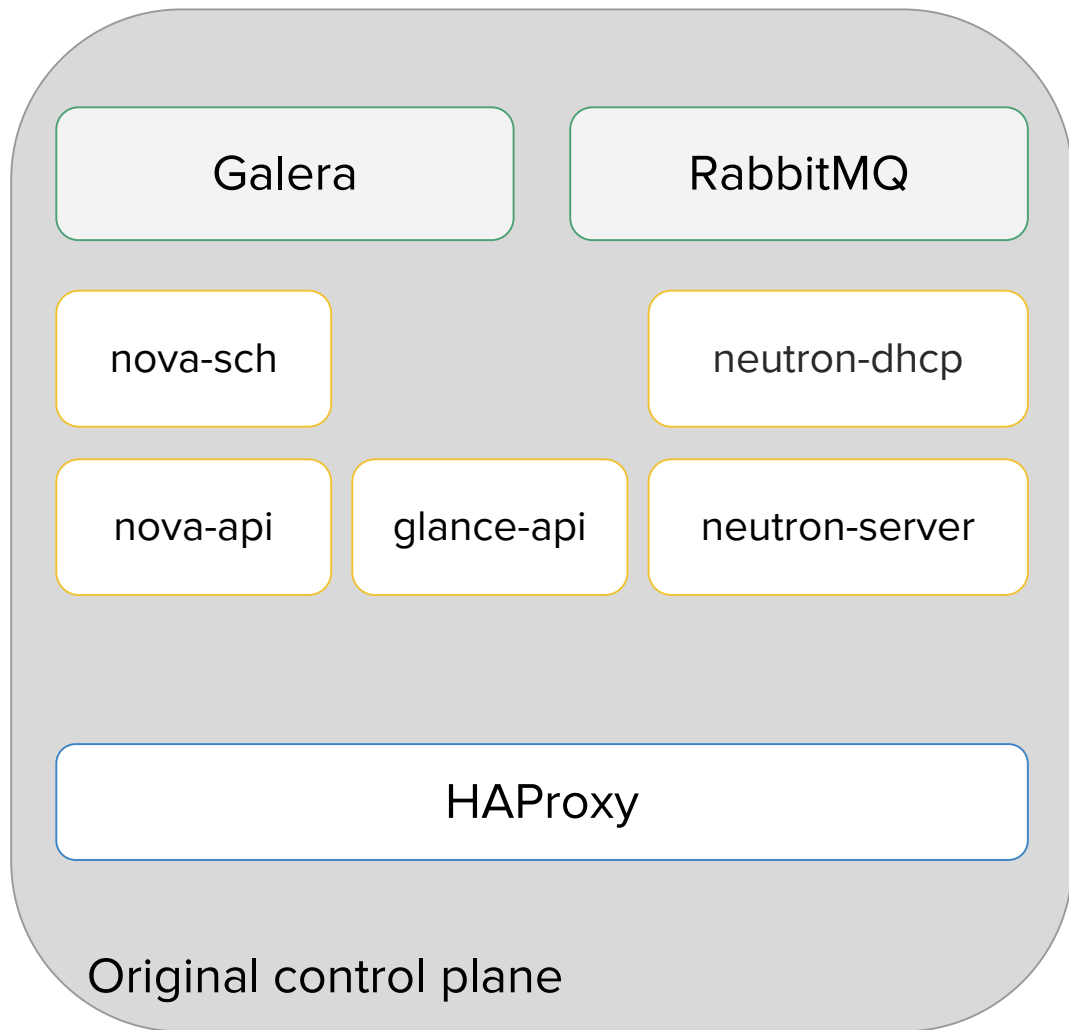 Galera
RabbitMQ
nova-sch
neutron-dhcp
nova-api
glance-api
neutron-server
HAProxy
Original control plane